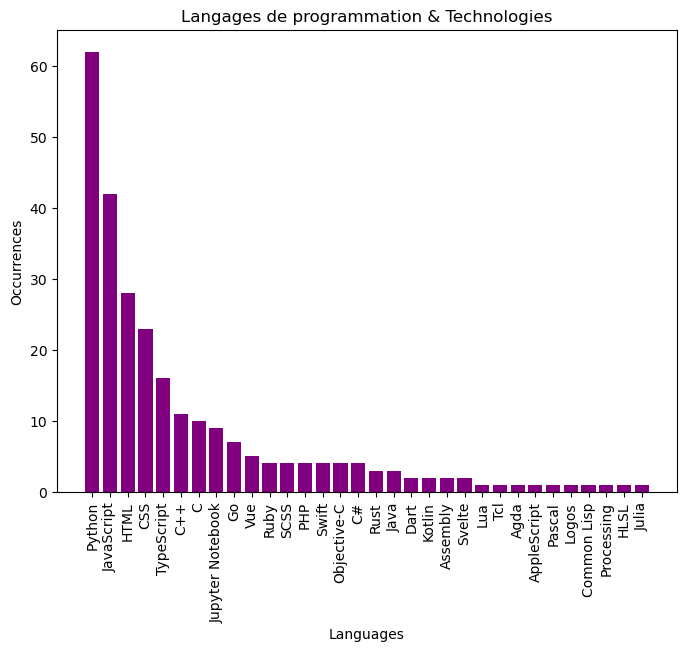 Langages de programmation & Technologies
60
50
40
30
20
10
0
Occurrences
Python
JavaScript
HTML
CSS
TypeScript
C++
C
Jupyter Notebook
Go
Vue
Ruby
SCSS
PHP
Swift
Objective-C
C#
Rust
Java
Dart
Kotlin
Assembly
Svelte
Lua
Tcl
Agda
AppleScript
Pascal
Logos
Common Lisp
Processing
HLSL
Julia
Languages